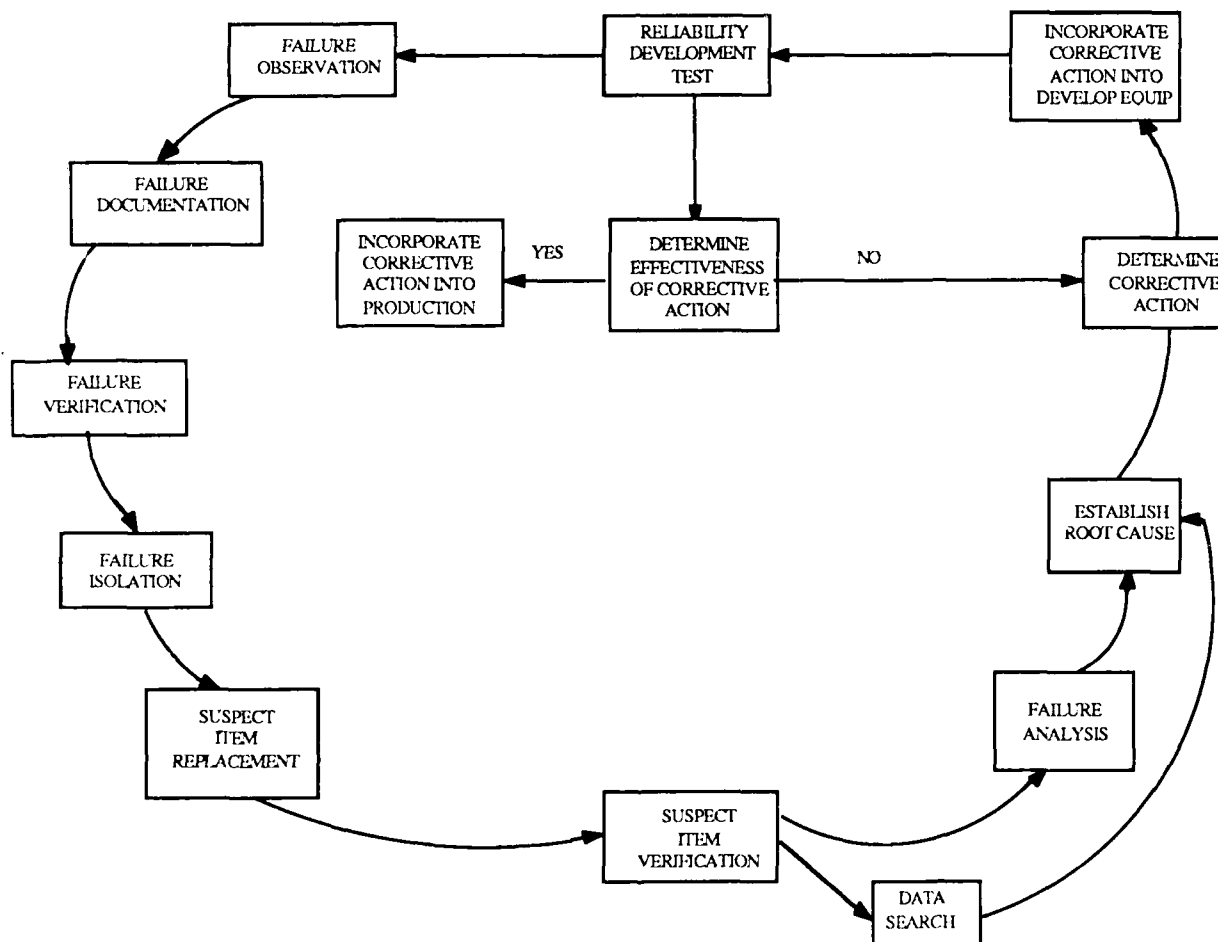 FAILURE
OBSERVATION
RELIABILITY
DEVELOPMENT
TEST
INCORPORATE
CORRECTIVE
ACTION INTO
DEVELOP EQUIP
FAILURE
DOCUMENTATION
INCORPORATE
CORRECTIVE
ACTION INTO
PRODUCTION
YES
DETERMINE
EFFECTIVENESS
OF CORRECTIVE
ACTION
NO
DETERMINE
CORRECTIVE
ACTION
FAILURE
VERIFICATION
ESTABLISH
ROOT CAUSE
FAILURE
ISOLATION
SUSPECT
ITEM
REPLACEMENT
FAILURE
ANALYSIS
SUSPECT
ITEM
VERIFICATION
DATA
SEARCH